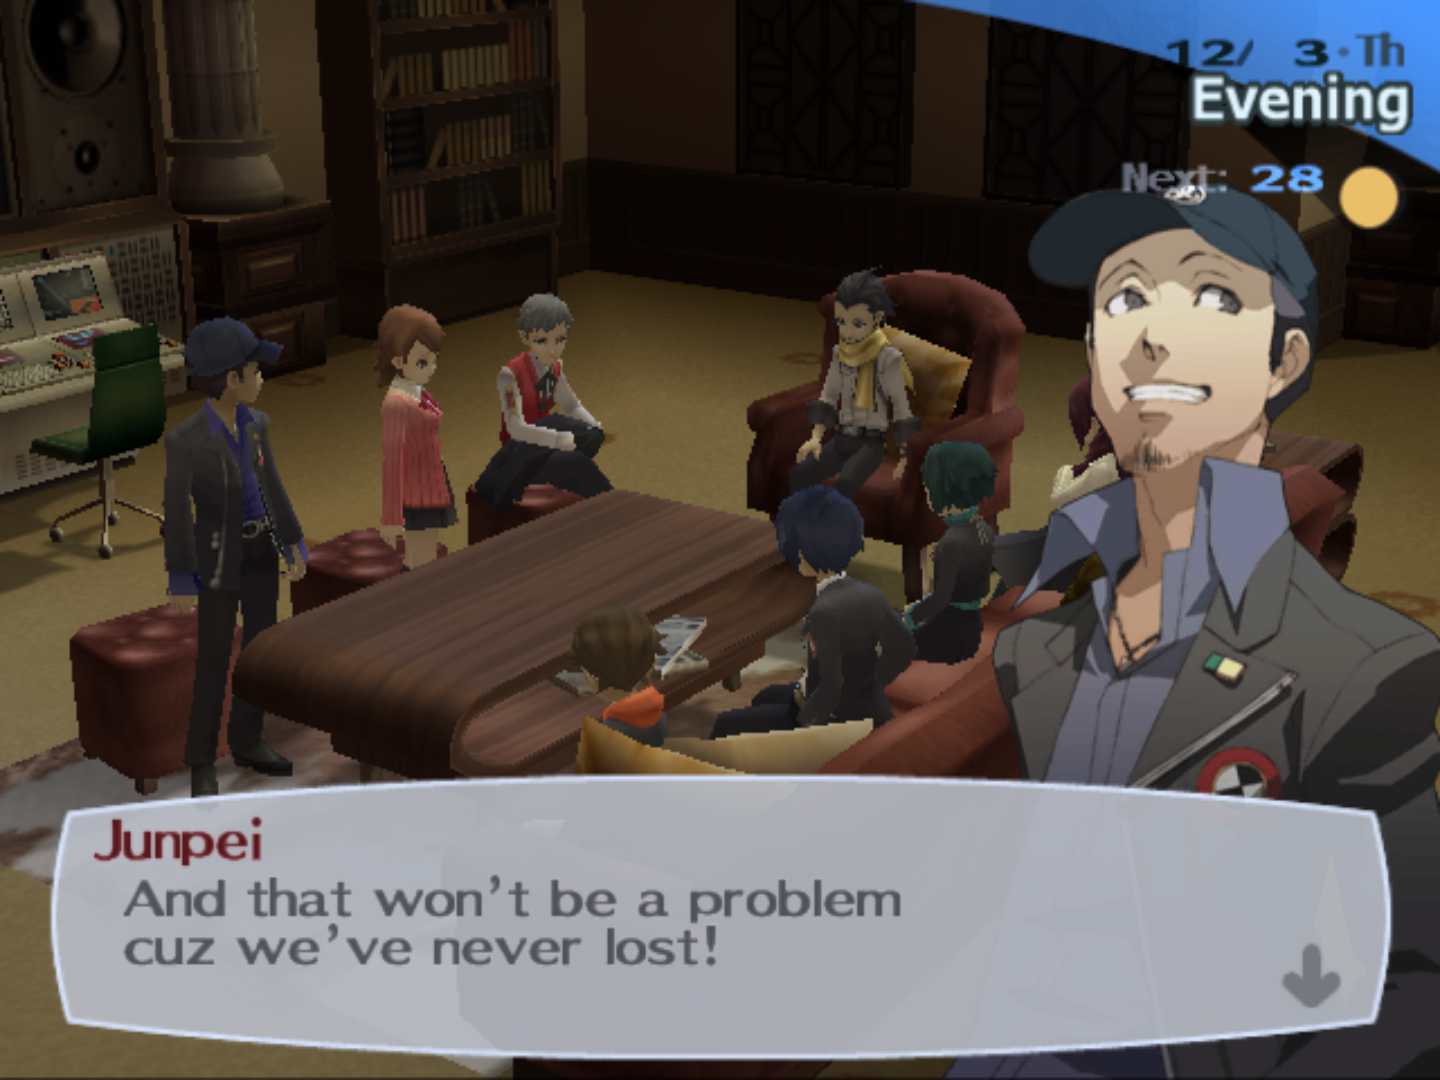 12/ 3·Th
Evening
Next: 28
Junpei
And that won't be a problem
cuz we've never lost!